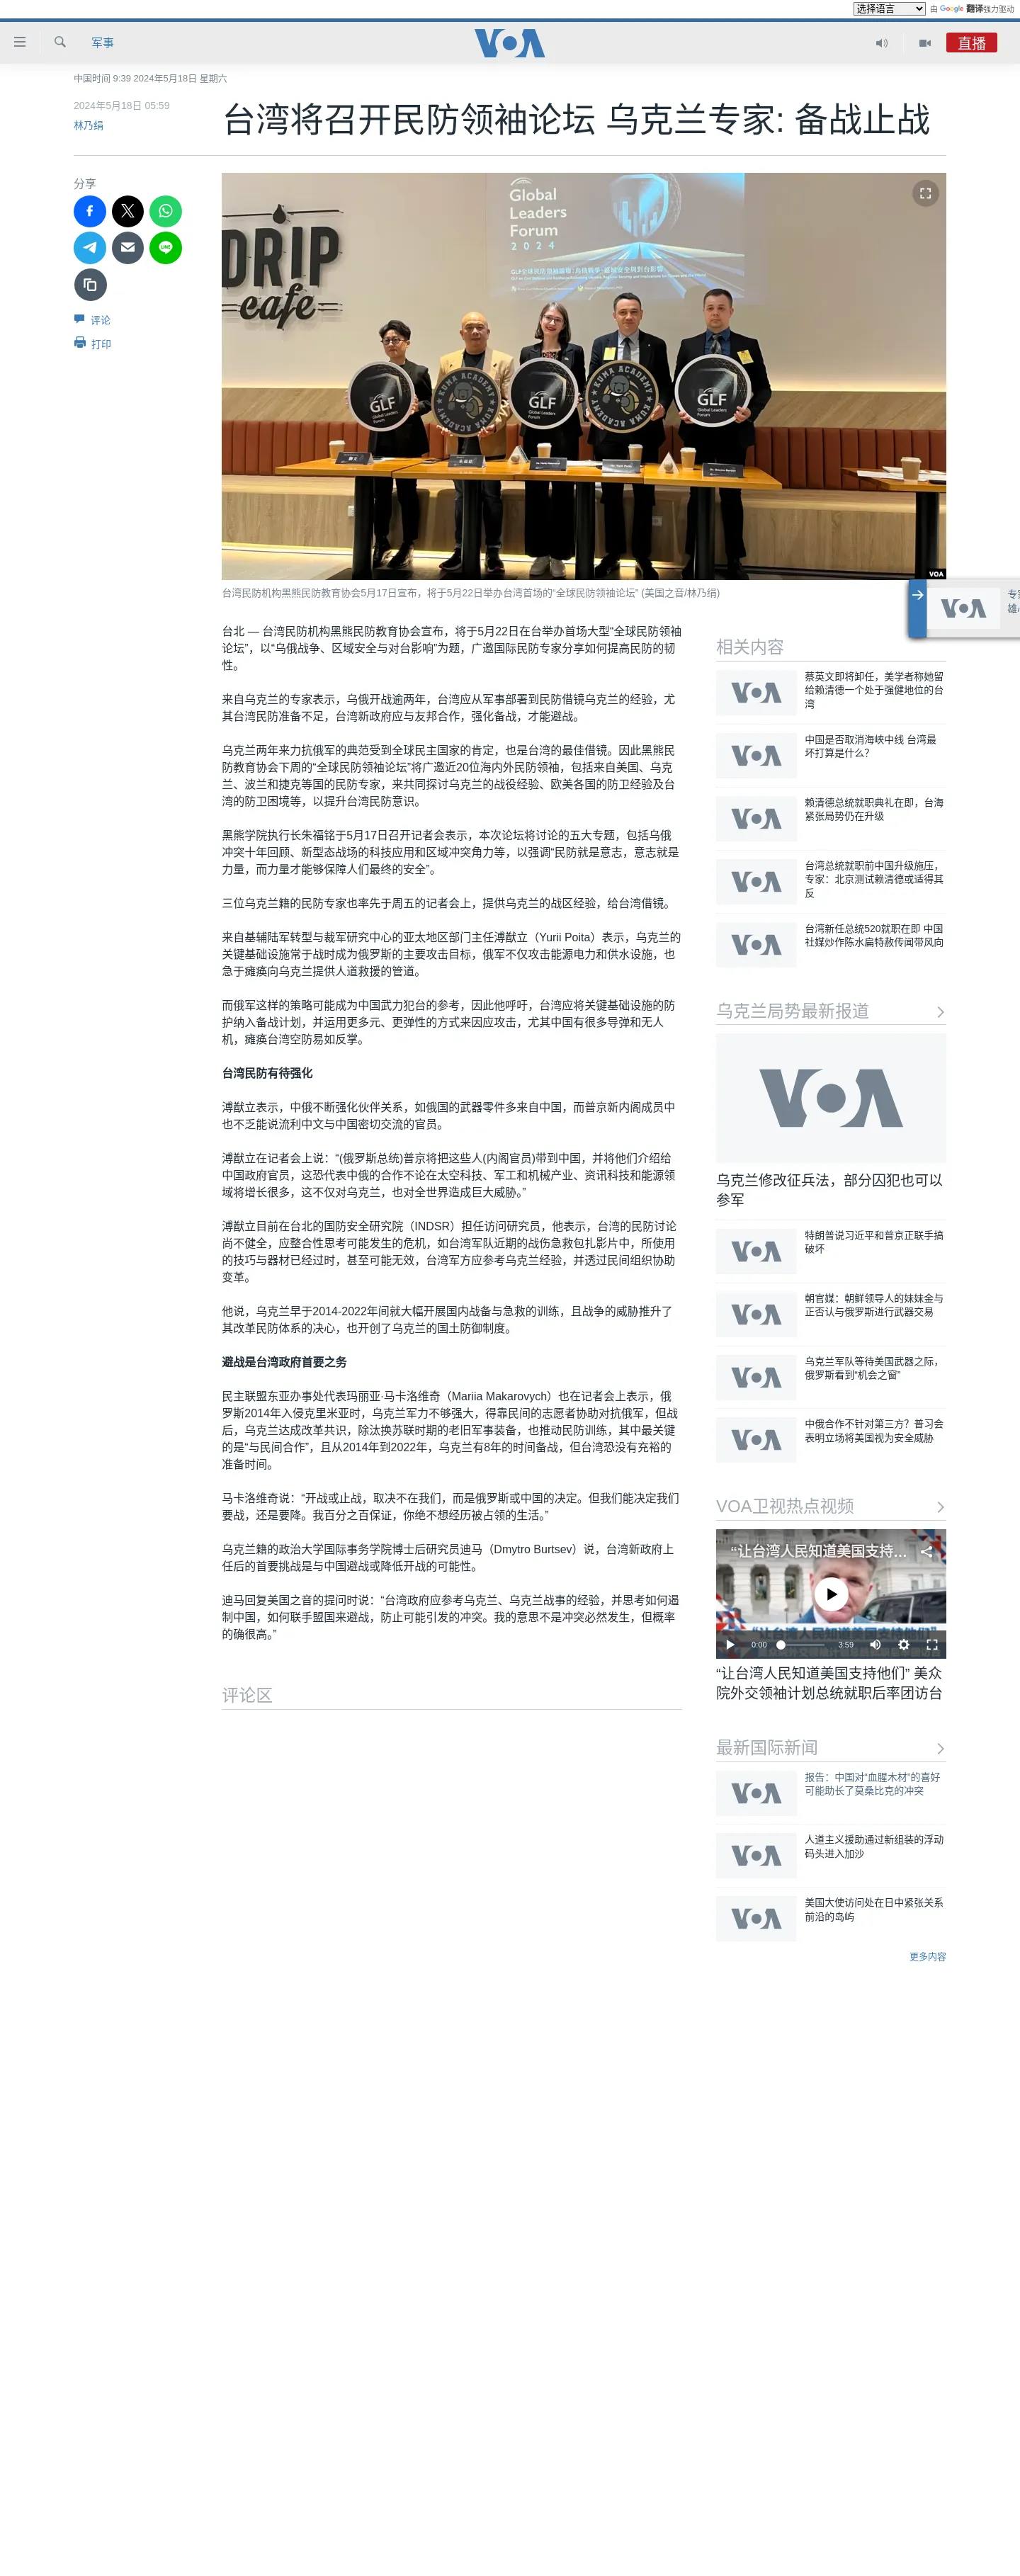 选择语言 由 Google 翻译强力驱动
军事
VOA
直播
中国时间 9:39 2024年5月18日 星期六
2024年5月18日 05:59
林乃绢
台湾将召开民防领袖论坛 乌克兰专家: 备战止战
分享
评论
打印
Global
Leaders
Forum
2024
DRIP
cafe
GLF
Global Leaders
Forum
KUMA ACADEMY
GLF
Global Leaders
Forum
KUMA ACADEMY
GLF
Global Leaders
Forum
VOA
台湾民防机构黑熊民防教育协会5月17日宣布，将于5月22日举办台湾首场的“全球民防领袖论坛” (美国之音/林乃绢)
台北 — 台湾民防机构黑熊民防教育协会宣布，将于5月22日在台举办首场大型“全球民防领袖
论坛”，以“乌俄战争、区域安全与对台影响”为题，广邀国际民防专家分享如何提高民防的韧
性。
来自乌克兰的专家表示，乌俄开战逾两年，台湾应从军事部署到民防借镜乌克兰的经验，尤
其台湾民防准备不足，台湾新政府应与友邦合作，强化备战，才能避战。
乌克兰两年来力抗俄军的典范受到全球民主国家的肯定，也是台湾的最佳借镜。因此黑熊民
防教育协会下周的“全球民防领袖论坛”将广邀近20位海内外民防领袖，包括来自美国、乌克
兰、波兰和捷克等国的民防专家，来共同探讨乌克兰的战役经验、欧美各国的防卫经验及台
湾的防卫困境等，以提升台湾民防意识。
黑熊学院执行长朱福铭于5月17日召开记者会表示，本次论坛将讨论的五大专题，包括乌俄
冲突十年回顾、新型态战场的科技应用和区域冲突角力等，以强调“民防就是意志，意志就是
力量，而力量才能够保障人们最终的安全”。
三位乌克兰籍的民防专家也率先于周五的记者会上，提供乌克兰的战区经验，给台湾借镜。
来自基辅陆军转型与裁军研究中心的亚太地区部门主任溥猷立（Yurii Poita）表示，乌克兰的
关键基础设施常于战时成为俄罗斯的主要攻击目标，俄军不仅攻击能源电力和供水设施，也
急于瘫痪向乌克兰提供人道救援的管道。
而俄军这样的策略可能成为中国武力犯台的参考，因此他呼吁，台湾应将关键基础设施的防
护纳入备战计划，并运用更多元、更弹性的方式来因应攻击，尤其中国有很多导弹和无人
机，瘫痪台湾空防易如反掌。
台湾民防有待强化
溥猷立表示，中俄不断强化伙伴关系，如俄国的武器零件多来自中国，而普京新内阁成员中
也不乏能说流利中文与中国密切交流的官员。
溥猷立在记者会上说：“(俄罗斯总统)普京将把这些人(内阁官员)带到中国，并将他们介绍给
中国政府官员，这恐代表中俄的合作不论在太空科技、军工和机械产业、资讯科技和能源领
域将增长很多，这不仅对乌克兰，也对全世界造成巨大威胁。”
溥猷立目前在台北的国防安全研究院（INDSR）担任访问研究员，他表示，台湾的民防讨论
尚不健全，应整合性思考可能发生的危机，如台湾军队近期的战伤急救包扎影片中，所使用
的技巧与器材已经过时，甚至可能无效，台湾军方应参考乌克兰经验，并透过民间组织协助
变革。
他说，乌克兰早于2014-2022年间就大幅开展国内战备与急救的训练，且战争的威胁推升了
其改革民防体系的决心，也开创了乌克兰的国土防御制度。
避战是台湾政府首要之务
民主联盟东亚办事处代表玛丽亚·马卡洛维奇（Mariia Makarovych）也在记者会上表示，俄
罗斯2014年入侵克里米亚时，乌克兰军力不够强大，得靠民间的志愿者协助对抗俄军，但战
后，乌克兰达成改革共识，除汰换苏联时期的老旧军事装备，也推动民防训练，其中最关键
的是“与民间合作”，且从2014年到2022年，乌克兰有8年的时间备战，但台湾恐没有充裕的
准备时间。
马卡洛维奇说：“开战或止战，取决不在我们，而是俄罗斯或中国的决定。但我们能决定我们
要战，还是要降。我百分之百保证，你绝不想经历被占领的生活。”
乌克兰籍的政治大学国际事务学院博士后研究员迪马（Dmytro Burtsev）说，台湾新政府上
任后的首要挑战是与中国避战或降低开战的可能性。
迪马回复美国之音的提问时说：“台湾政府应参考乌克兰、乌克兰战事的经验，并思考如何遏
制中国，如何联手盟国来避战，防止可能引发的冲突。我的意思不是冲突必然发生，但概率
的确很高。”
评论区
专
雄
相关内容
VOA 蔡英文即将卸任，美学者称她留
给赖清德一个处于强健地位的台
湾
VOA 中国是否取消海峡中线 台湾最
坏打算是什么？
VOA 赖清德总统就职典礼在即，台海
紧张局势仍在升级
VOA 台湾总统就职前中国升级施压，
专家：北京测试赖清德或适得其
反
VOA 台湾新任总统520就职在即 中国
社媒炒作陈水扁特赦传闻带风向
乌克兰局势最新报道
VOA
乌克兰修改征兵法，部分囚犯也可以
参军
VOA 特朗普说习近平和普京正联手搞
破坏
VOA 朝官媒：朝鲜领导人的妹妹金与
正否认与俄罗斯进行武器交易
VOA 乌克兰军队等待美国武器之际，
俄罗斯看到“机会之窗”
VOA 中俄合作不针对第三方？普习会
表明立场将美国视为安全威胁
VOA卫视热点视频
“让台湾人民知道美国支持...
“让台湾人民知道美国支持他们”
0:00 3:59
“让台湾人民知道美国支持他们” 美众
院外交领袖计划总统就职后率团访台
最新国际新闻
VOA 报告：中国对“血腥木材”的喜好
可能助长了莫桑比克的冲突
VOA 人道主义援助通过新组装的浮动
码头进入加沙
VOA 美国大使访问处在日中紧张关系
前沿的岛屿
更多内容